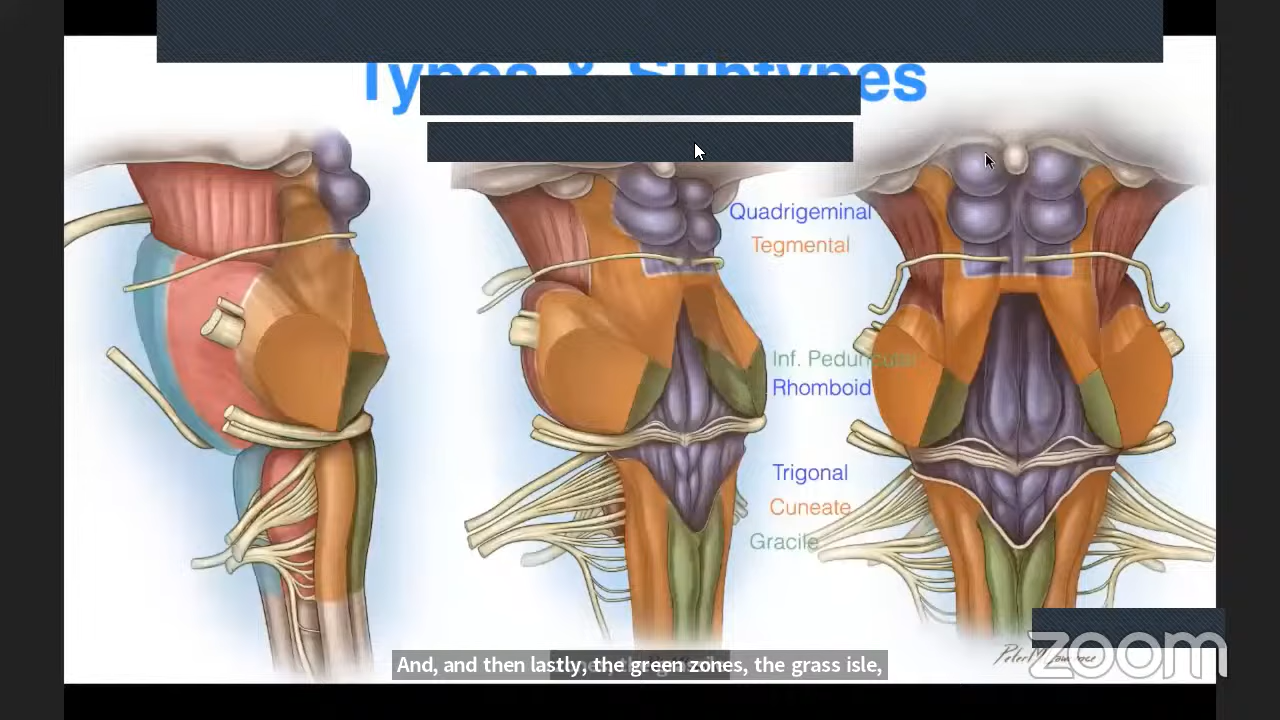 Types & Subtypes
Quadrigeminal
Tegmental
Inf. Peduncular
Rhomboid
Trigonal
Cuneate
Gracile
And, and then lastly, the green zones, the grass isle,
zoom